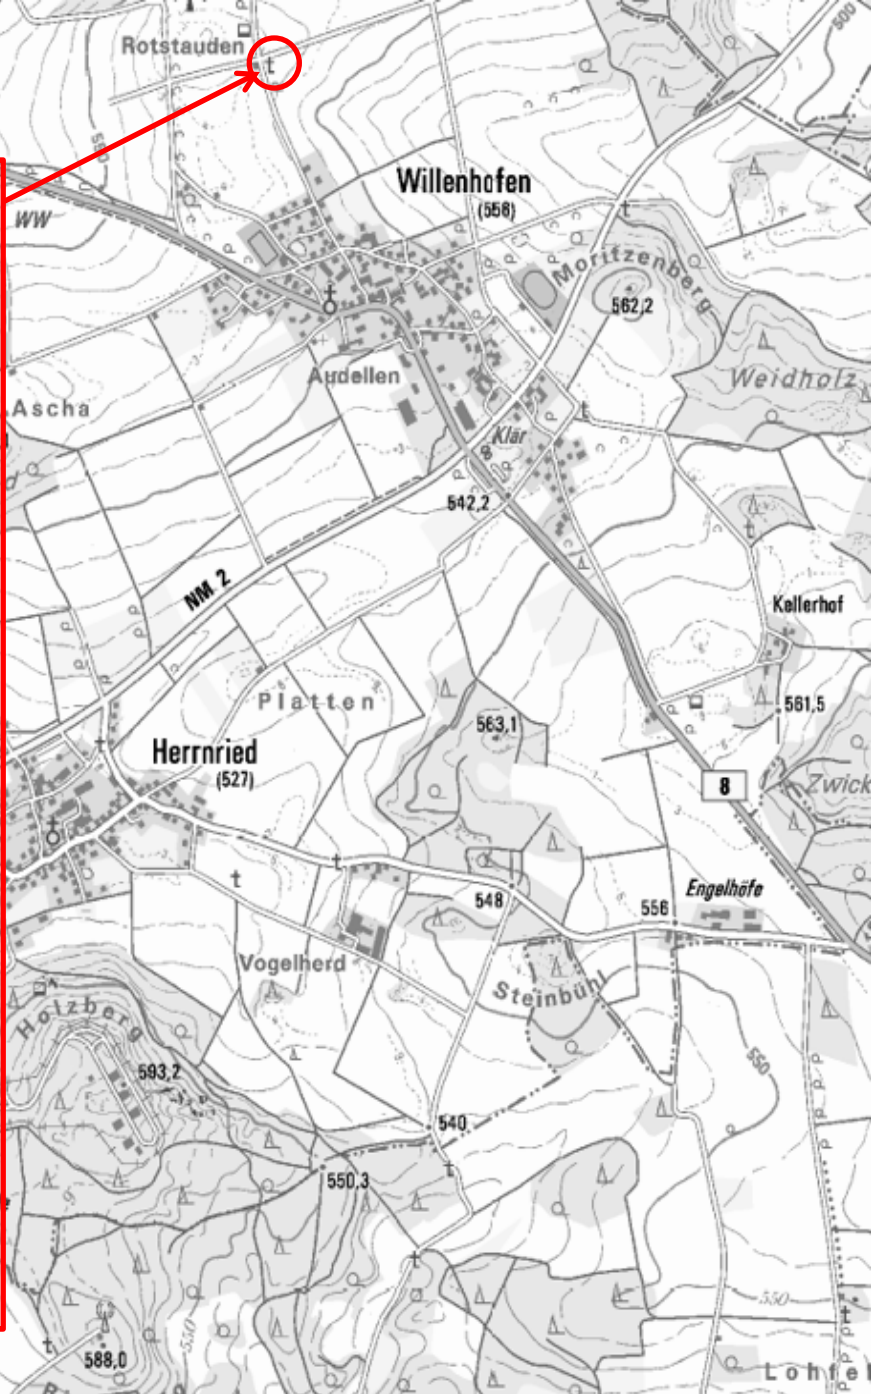 Rotstauden
500
560
WW
Willenhofen
(556)
Moritzenberg
562,2
Weidholz
Audellen
Ascha
Klär
542,2
NM 2
Kellerhof
Platten
563,1
561,5
Herrnried
(527)
8
Zwick
Engelhöfe
548
556
Vogelherd
Steinbühl
Holzberg
593,2
550
540
550,3
550
550
588,0
Lohfe